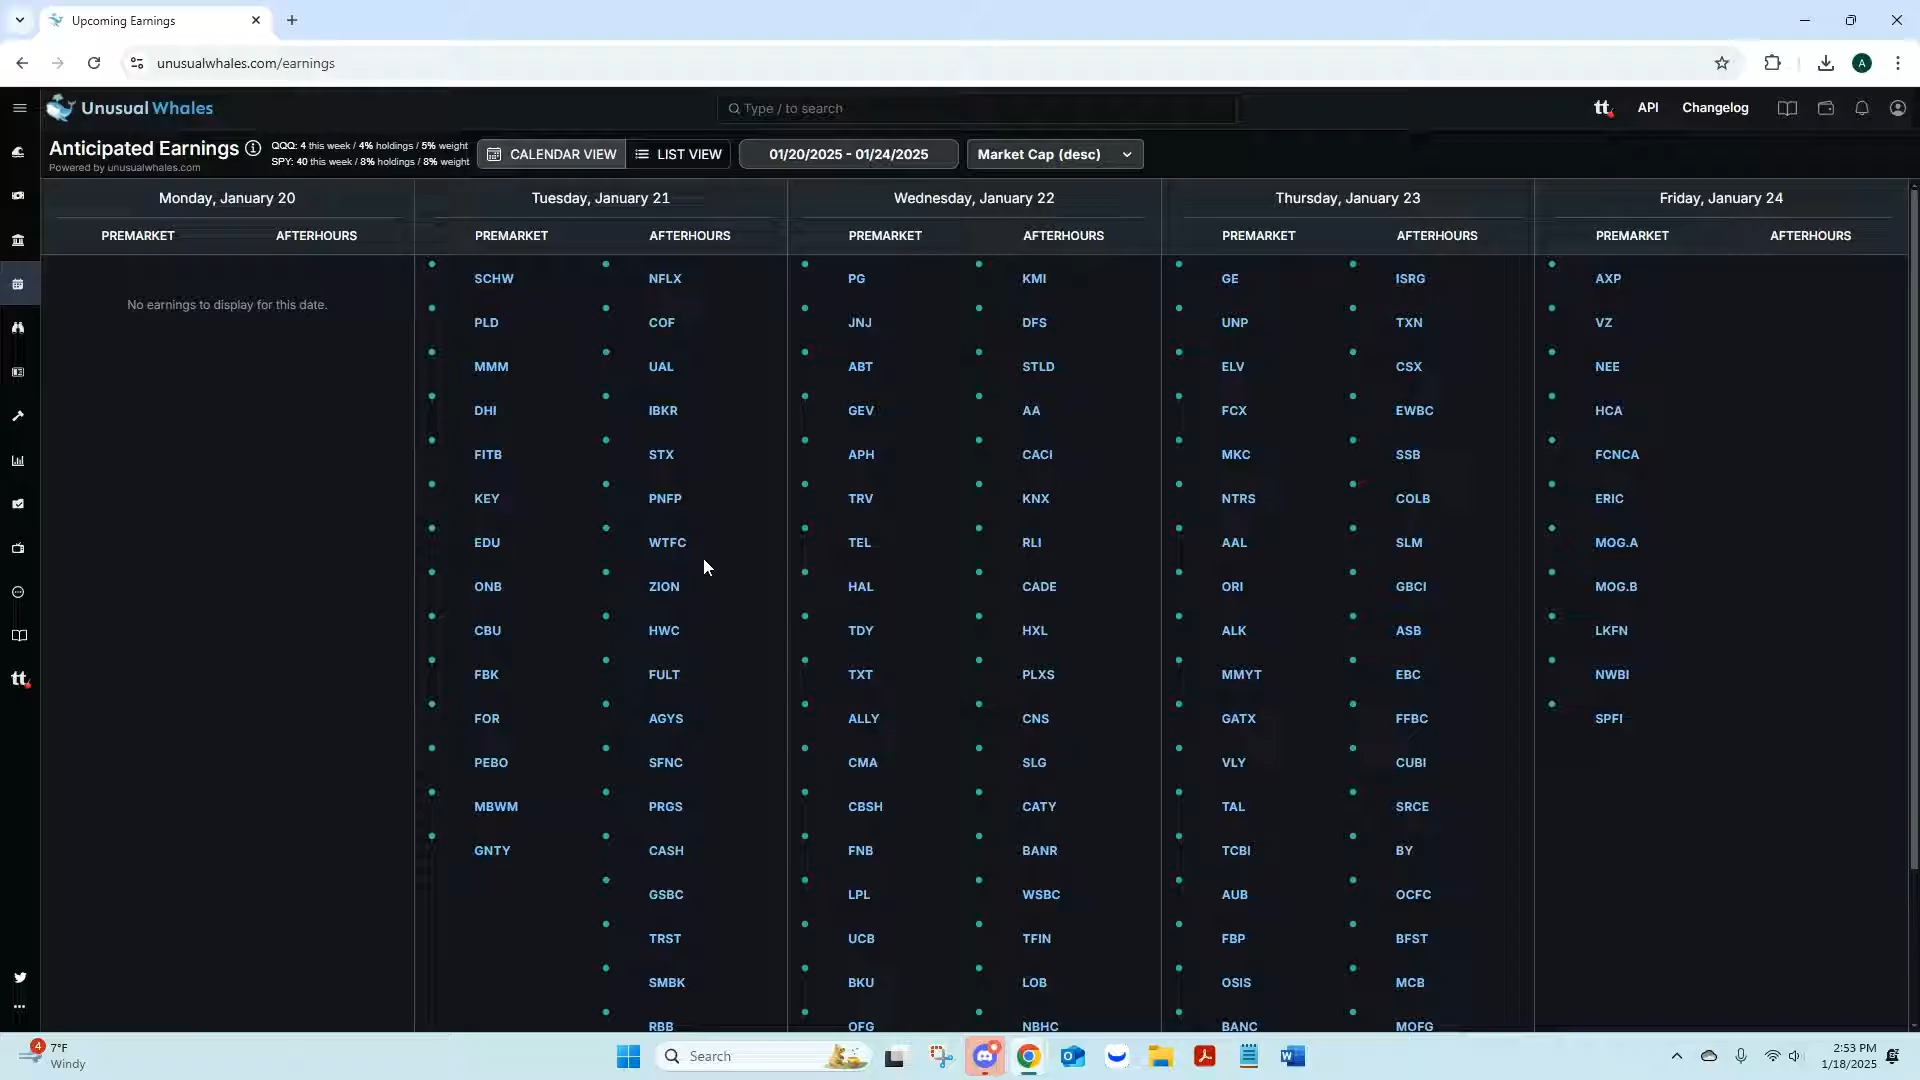 Upcoming Earnings
unusualwhales.com/earnings
A
Unusual Whales
Type / to search
tt API Changelog
Anticipated Earnings
Powered by unusualwhales.com
QQQ: 4 this week / 4% holdings / 5% weight
SPY: 40 this week / 8% holdings / 8% weight
CALENDAR VIEW LIST VIEW 01/20/2025 - 01/24/2025 Market Cap (desc)
Monday, January 20 Tuesday, January 21 Wednesday, January 22 Thursday, January 23 Friday, January 24
PREMARKET AFTERHOURS PREMARKET AFTERHOURS PREMARKET AFTERHOURS PREMARKET AFTERHOURS PREMARKET AFTERHOURS
SCHW NFLX PG KMI GE ISRG AXP
No earnings to display for this date.
PLD COF JNJ DFS UNP TXN VZ
MMM UAL ABT STLD ELV CSX NEE
DHI IBKR GEV AA FCX EWBC HCA
FITB STX APH CACI MKC SSB FCNCA
KEY PNFP TRV KNX NTRS COLB ERIC
EDU WTFC TEL RLI AAL SLM MOG.A
ONB ZION HAL CADE ORI GBCI MOG.B
CBU HWC TDY HXL ALK ASB LKFN
FBK FULT TXT PLXS MMYT EBC NWBI
tt
FOR AGYS ALLY CNS GATX FFBC SPFI
PEBO SFNC CMA SLG VLY CUBI
MBWM PRGS CBSH CATY TAL SRCE
GNTY CASH FNB BANR TCBI BY
GSBC LPL WSBC AUB OCFC
TRST UCB TFIN FBP BFST
SMBK BKU LOB OSIS MCB
RBB OFG NBHC BANC MOFG
4
7°F
Windy
Search
2:53 PM
1/18/2025